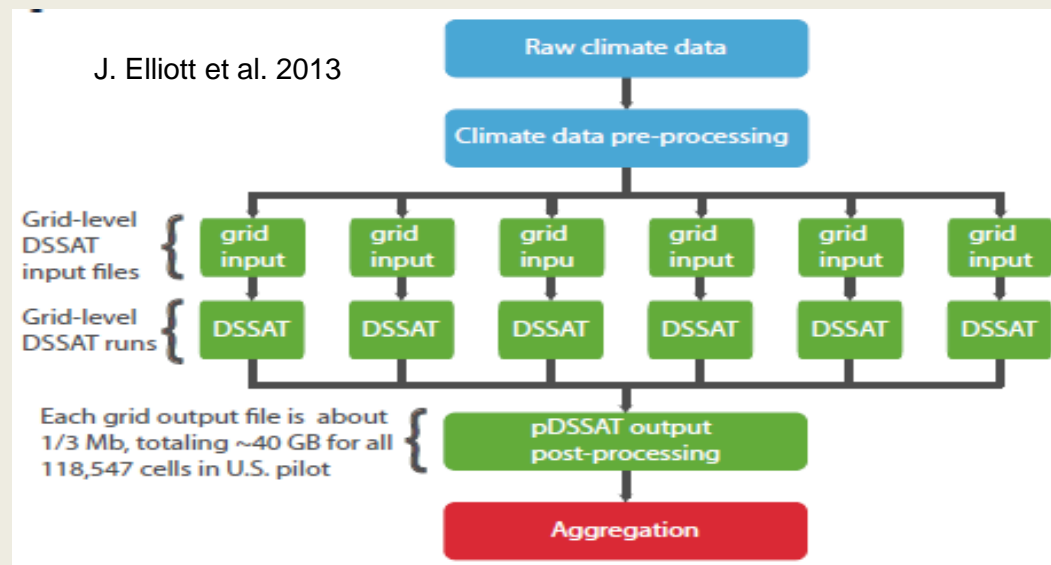 J. Elliott et al. 2013
Raw climate data
Climate data pre-processing
Grid-level
DSSAT
input files
grid
input
grid
input
grid
inpu
grid
input
grid
input
grid
input
Grid-level
DSSAT runs
DSSAT
DSSAT
DSSAT
DSSAT
DSSAT
DSSAT
Each grid output file is about
1/3 Mb, totaling ~40 GB for all
118,547 cells in U.S. pilot
pDSSAT output
post-processing
Aggregation